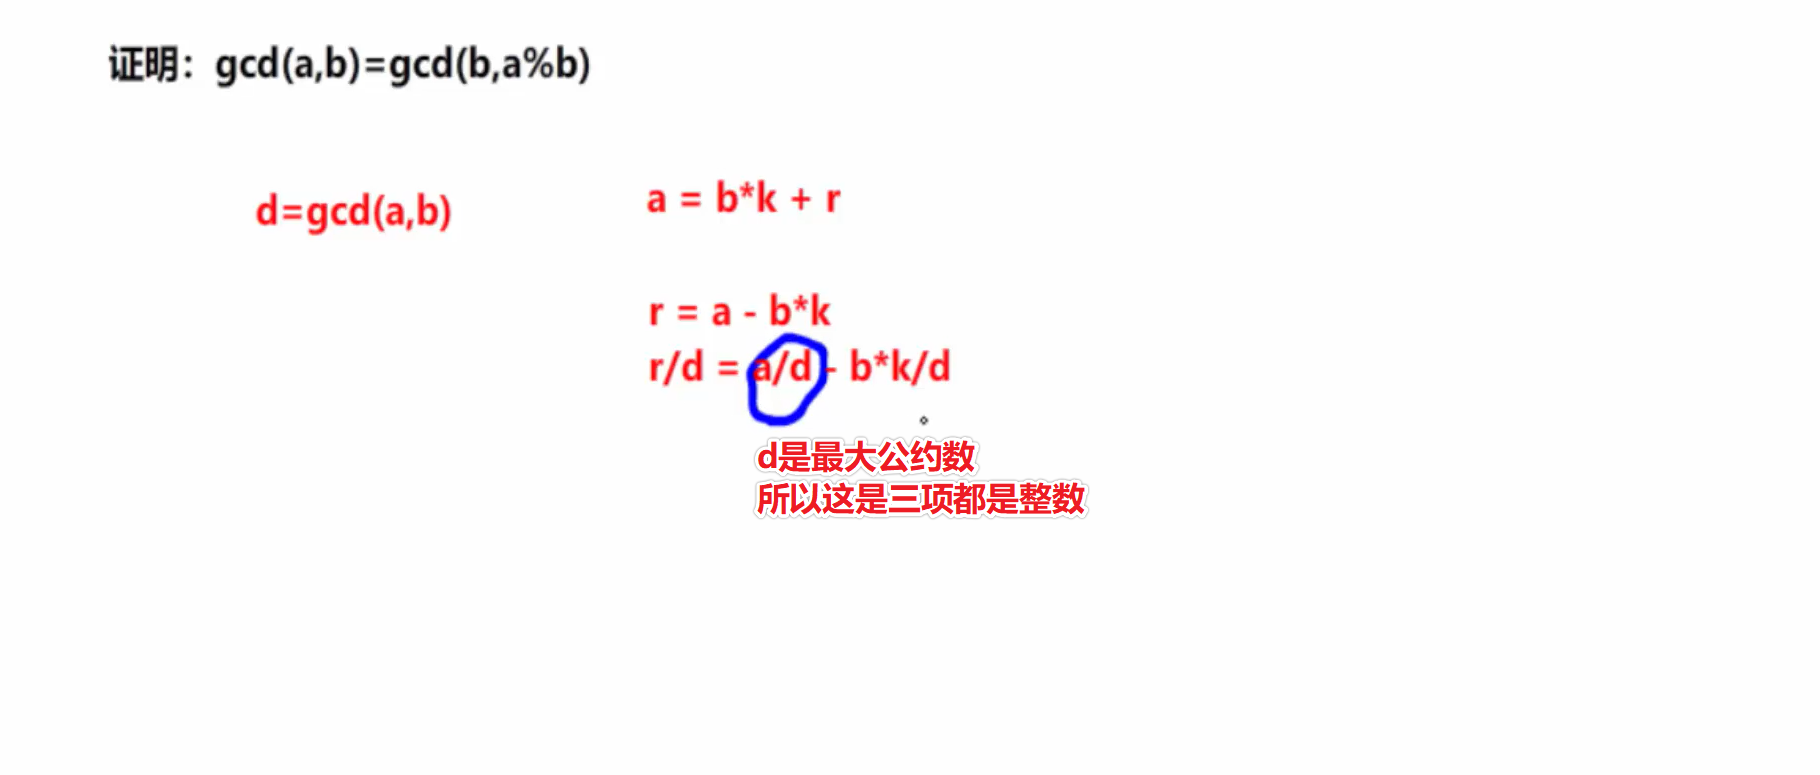 证明：gcd(a,b)=gcd(b,a%b)
d=gcd(a,b)
a = b*k + r
r = a - b*k
r/d = a/d - b*k/d
d是最大公约数
所以这是三项都是整数